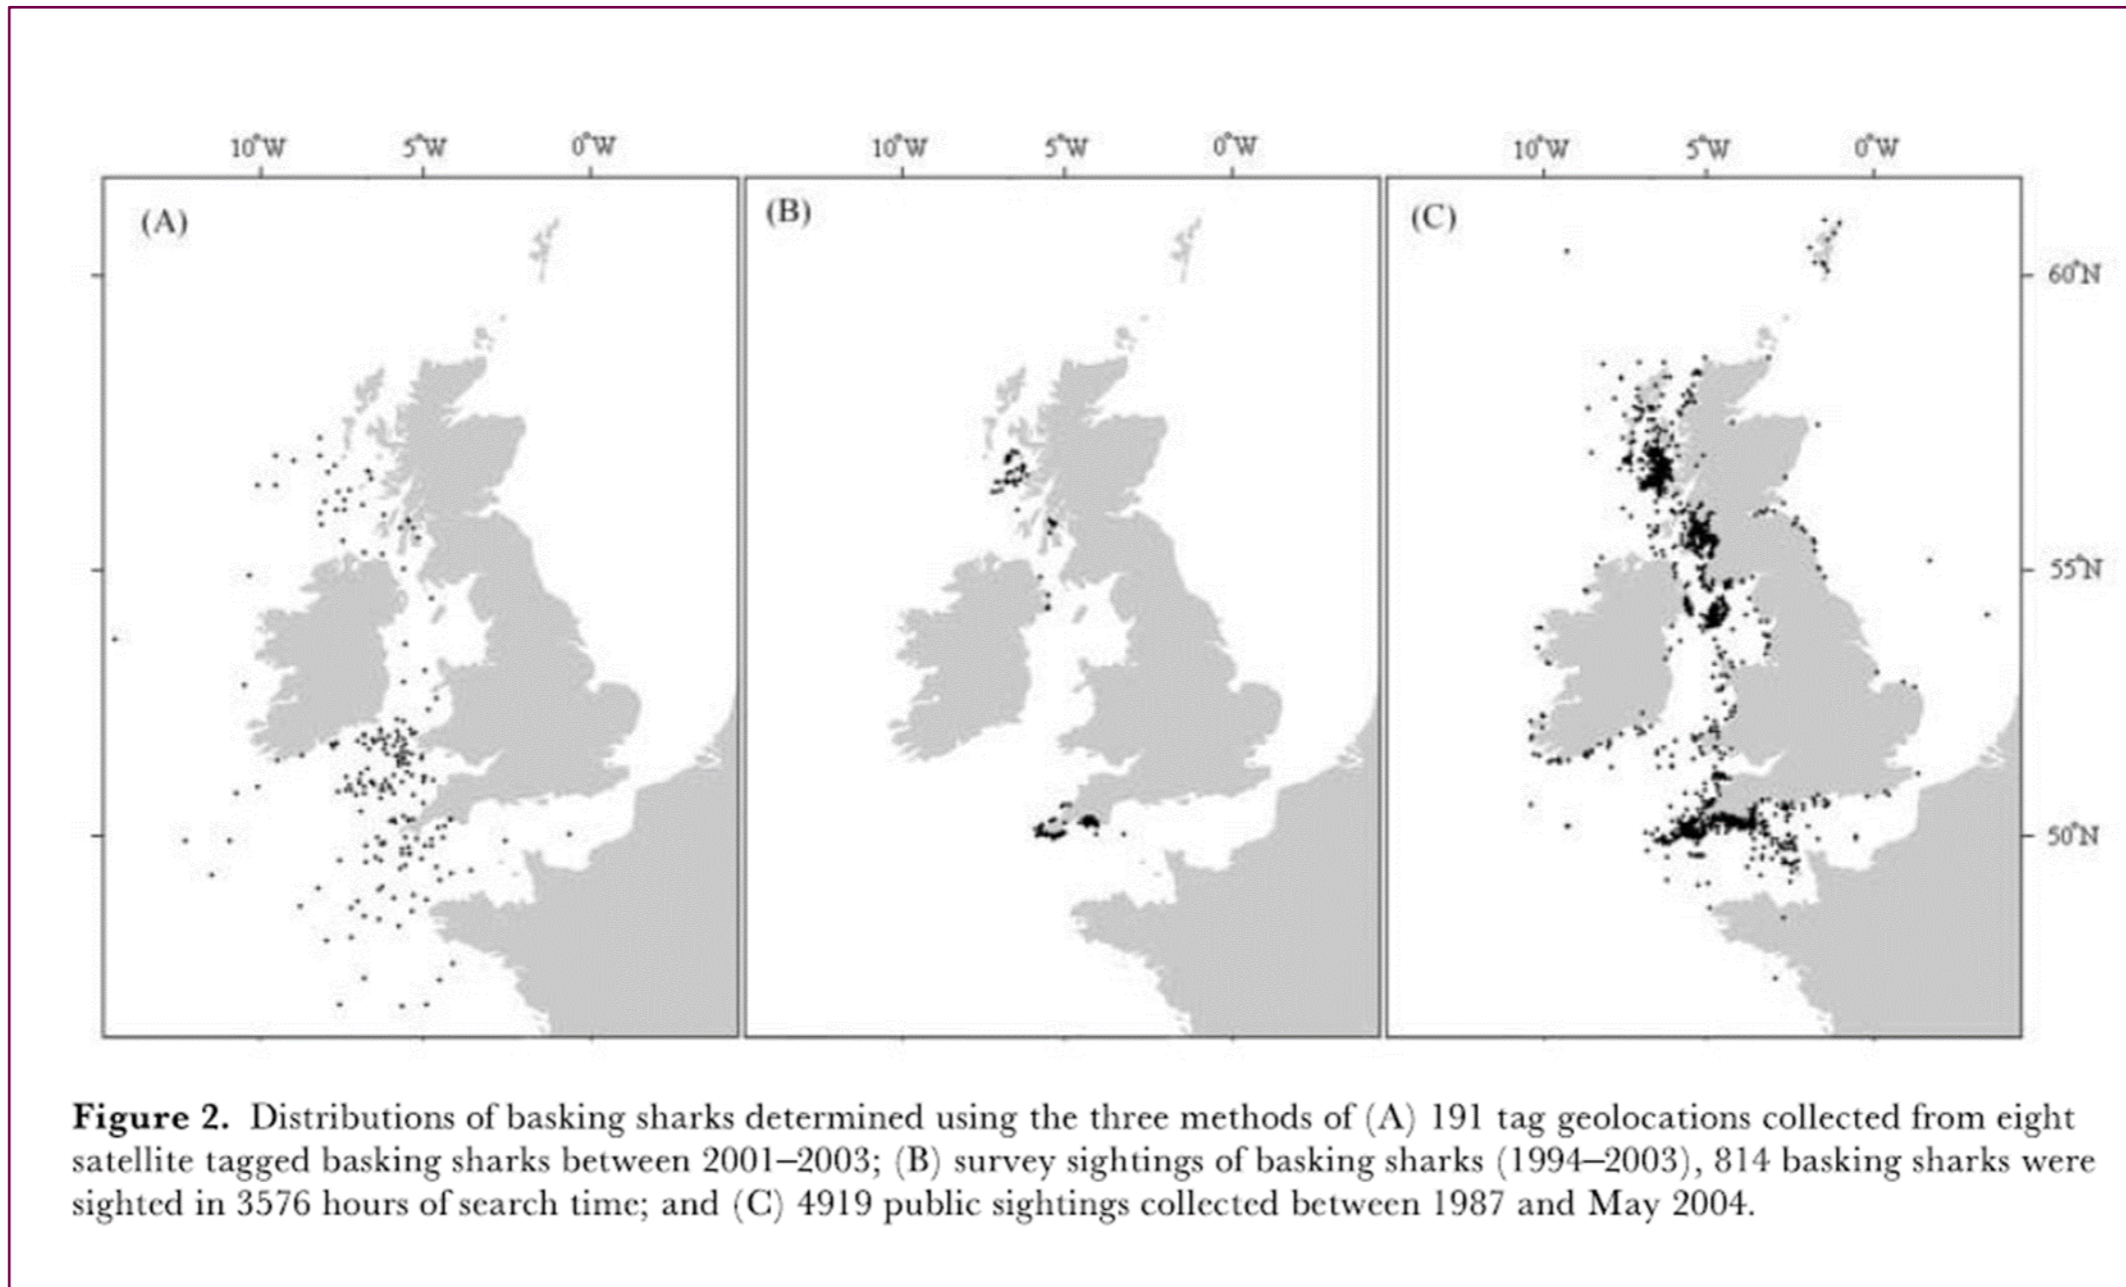 10°W 5°W 0°W 10°W 5°W 0°W 10°W 5°W 0°W
(A) (B) (C)
60°N
55°N
50°N
Figure 2. Distributions of basking sharks determined using the three methods of (A) 191 tag geolocations collected from eight
satellite tagged basking sharks between 2001–2003; (B) survey sightings of basking sharks (1994–2003), 814 basking sharks were
sighted in 3576 hours of search time; and (C) 4919 public sightings collected between 1987 and May 2004.